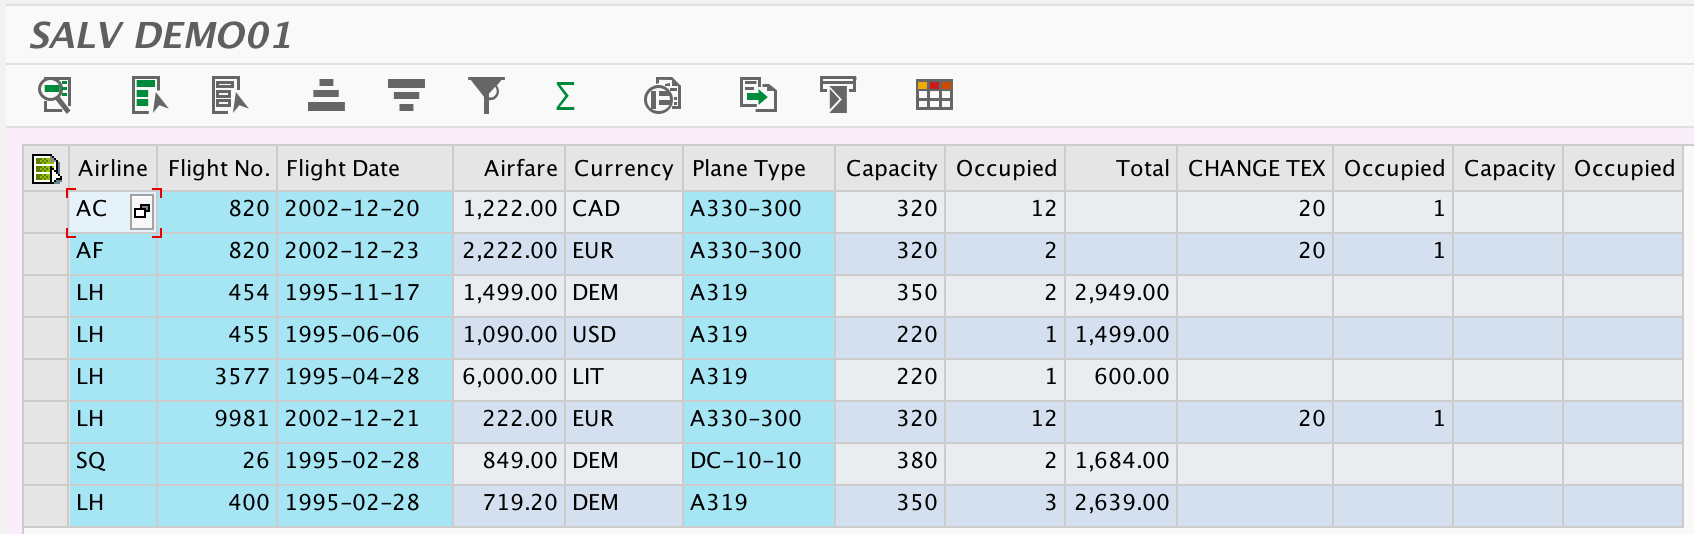 SALV DEMO01
Airline Flight No. Flight Date Airfare Currency Plane Type Capacity Occupied Total CHANGE TEX Occupied Capacity Occupied
AC 820 2002-12-20 1,222.00 CAD A330-300 320 12 20 1
AF 820 2002-12-23 2,222.00 EUR A330-300 320 2 20 1
LH 454 1995-11-17 1,499.00 DEM A319 350 2 2,949.00
LH 455 1995-06-06 1,090.00 USD A319 220 1 1,499.00
LH 3577 1995-04-28 6,000.00 LIT A319 220 1 600.00
LH 9981 2002-12-21 222.00 EUR A330-300 320 12 20 1
SQ 26 1995-02-28 849.00 DEM DC-10-10 380 2 1,684.00
LH 400 1995-02-28 719.20 DEM A319 350 3 2,639.00